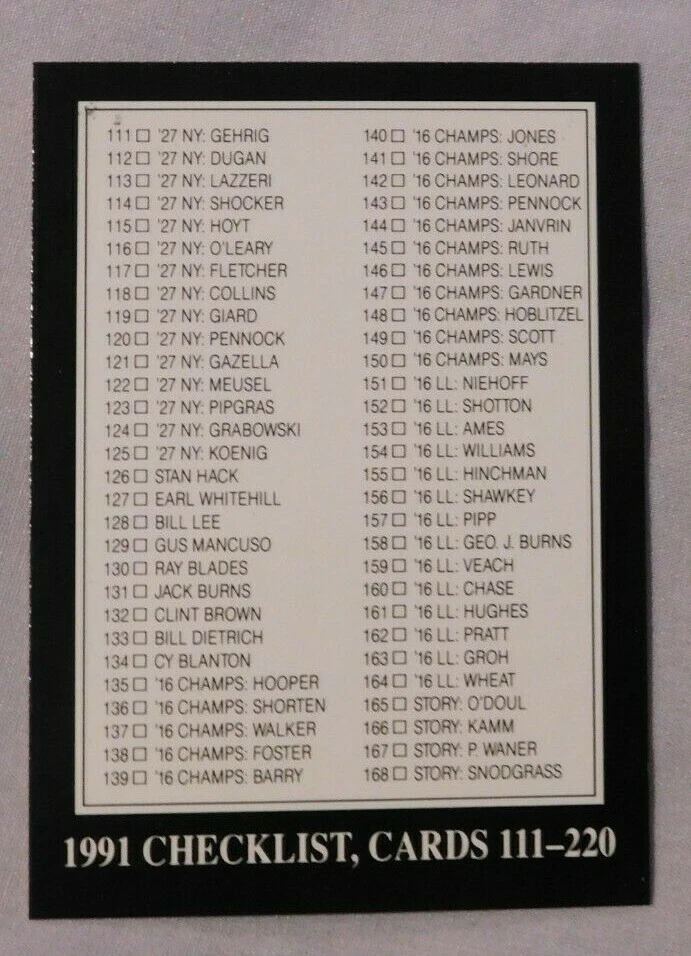 111 ☐ '27 NY: GEHRIG
112 ☐ '27 NY: DUGAN
113 ☐ '27 NY: LAZZERI
114 ☐ '27 NY: SHOCKER
115 ☐ '27 NY: HOYT
116 ☐ '27 NY: O'LEARY
117 ☐ '27 NY: FLETCHER
118 ☐ '27 NY: COLLINS
119 ☐ '27 NY: GIARD
120 ☐ '27 NY: PENNOCK
121 ☐ '27 NY: GAZELLA
122 ☐ '27 NY: MEUSEL
123 ☐ '27 NY: PIPGRAS
124 ☐ '27 NY: GRABOWSKI
125 ☐ '27 NY: KOENIG
126 ☐ STAN HACK
127 ☐ EARL WHITEHILL
128 ☐ BILL LEE
129 ☐ GUS MANCUSO
130 ☐ RAY BLADES
131 ☐ JACK BURNS
132 ☐ CLINT BROWN
133 ☐ BILL DIETRICH
134 ☐ CY BLANTON
135 ☐ '16 CHAMPS: HOOPER
136 ☐ '16 CHAMPS: SHORTEN
137 ☐ '16 CHAMPS: WALKER
138 ☐ '16 CHAMPS: FOSTER
139 ☐ '16 CHAMPS: BARRY
140 ☐ '16 CHAMPS: JONES
141 ☐ '16 CHAMPS: SHORE
142 ☐ '16 CHAMPS: LEONARD
143 ☐ '16 CHAMPS: PENNOCK
144 ☐ '16 CHAMPS: JANVRIN
145 ☐ '16 CHAMPS: RUTH
146 ☐ '16 CHAMPS: LEWIS
147 ☐ '16 CHAMPS: GARDNER
148 ☐ '16 CHAMPS: HOBLITZEL
149 ☐ '16 CHAMPS: SCOTT
150 ☐ '16 CHAMPS: MAYS
151 ☐ '16 LL: NIEHOFF
152 ☐ '16 LL: SHOTTON
153 ☐ '16 LL: AMES
154 ☐ '16 LL: WILLIAMS
155 ☐ '16 LL: HINCHMAN
156 ☐ '16 LL: SHAWKEY
157 ☐ '16 LL: PIPP
158 ☐ '16 LL: GEO. J. BURNS
159 ☐ '16 LL: VEACH
160 ☐ '16 LL: CHASE
161 ☐ '16 LL: HUGHES
162 ☐ '16 LL: PRATT
163 ☐ '16 LL: GROH
164 ☐ '16 LL: WHEAT
165 ☐ STORY: O'DOUL
166 ☐ STORY: KAMM
167 ☐ STORY: P. WANER
168 ☐ STORY: SNODGRASS
1991 CHECKLIST, CARDS 111–220